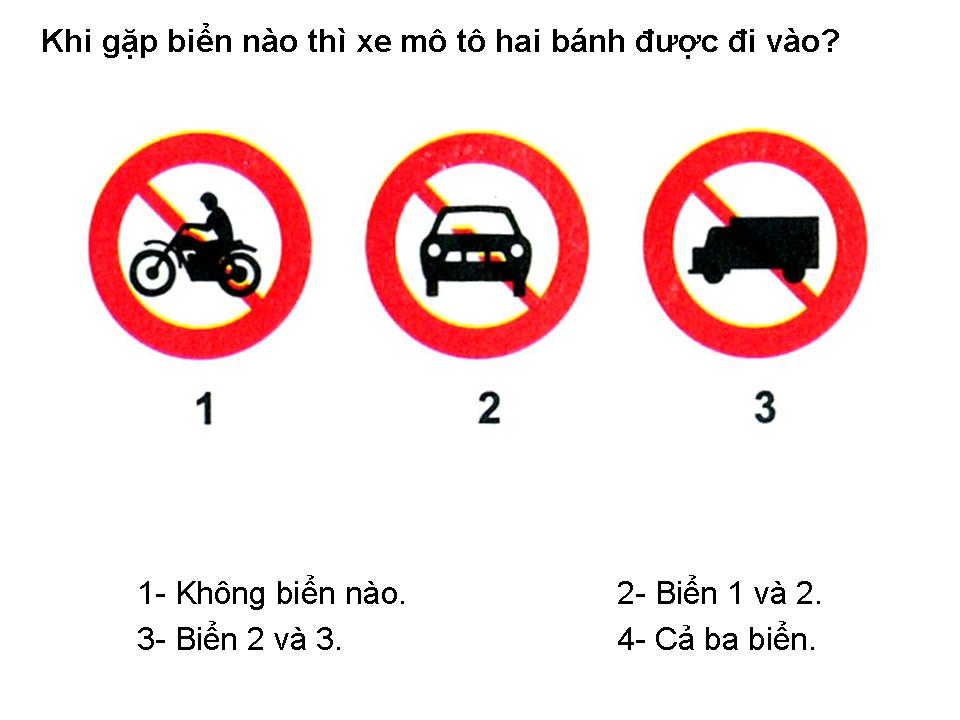 Khi gặp biển nào thì xe mô tô hai bánh được đi vào?
1 2 3
1- Không biển nào. 2- Biển 1 và 2.
3- Biển 2 và 3. 4- Cả ba biển.